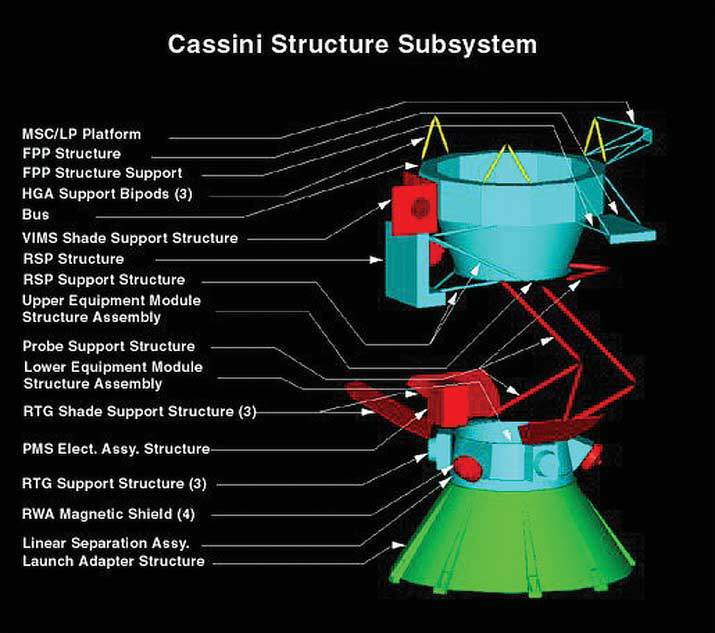 Cassini Structure Subsystem
MSC/LP Platform
FPP Structure
FPP Structure Support
HGA Support Bipods (3)
Bus
VIMS Shade Support Structure
RSP Structure
RSP Support Structure
Upper Equipment Module
Structure Assembly
Probe Support Structure
Lower Equipment Module
Structure Assembly
RTG Shade Support Structure (3)
PMS Elect. Assy. Structure
RTG Support Structure (3)
RWA Magnetic Shield (4)
Linear Separation Assy.
Launch Adapter Structure